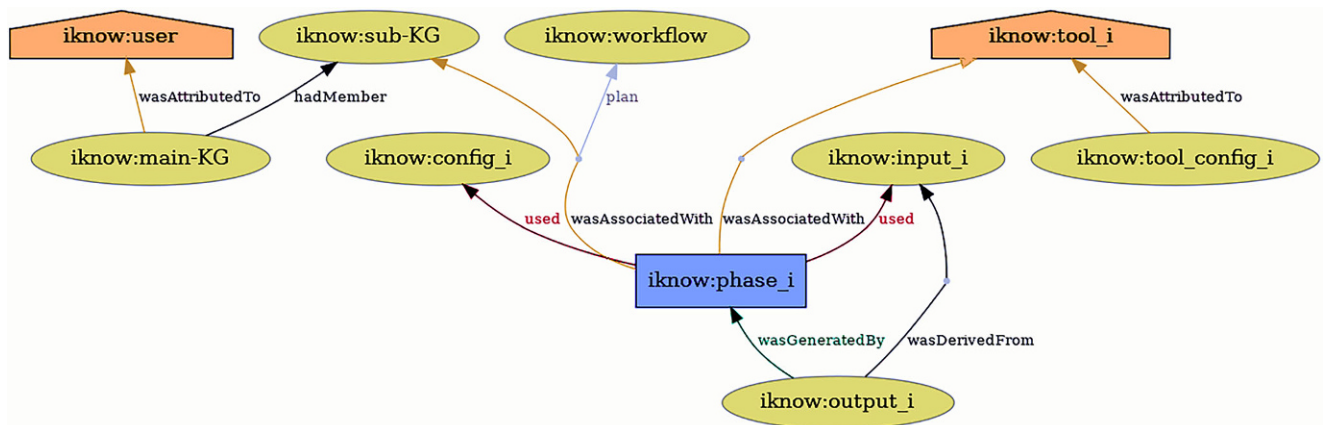 iknow:user
iknow:sub-KG
iknow:workflow
iknow:tool_i
wasAttributedTo
hadMember
plan
wasAttributedTo
iknow:main-KG
iknow:config_i
iknow:input_i
iknow:tool_config_i
used
wasAssociatedWith
wasAssociatedWith
used
iknow:phase_i
wasGeneratedBy
wasDerivedFrom
iknow:output_i